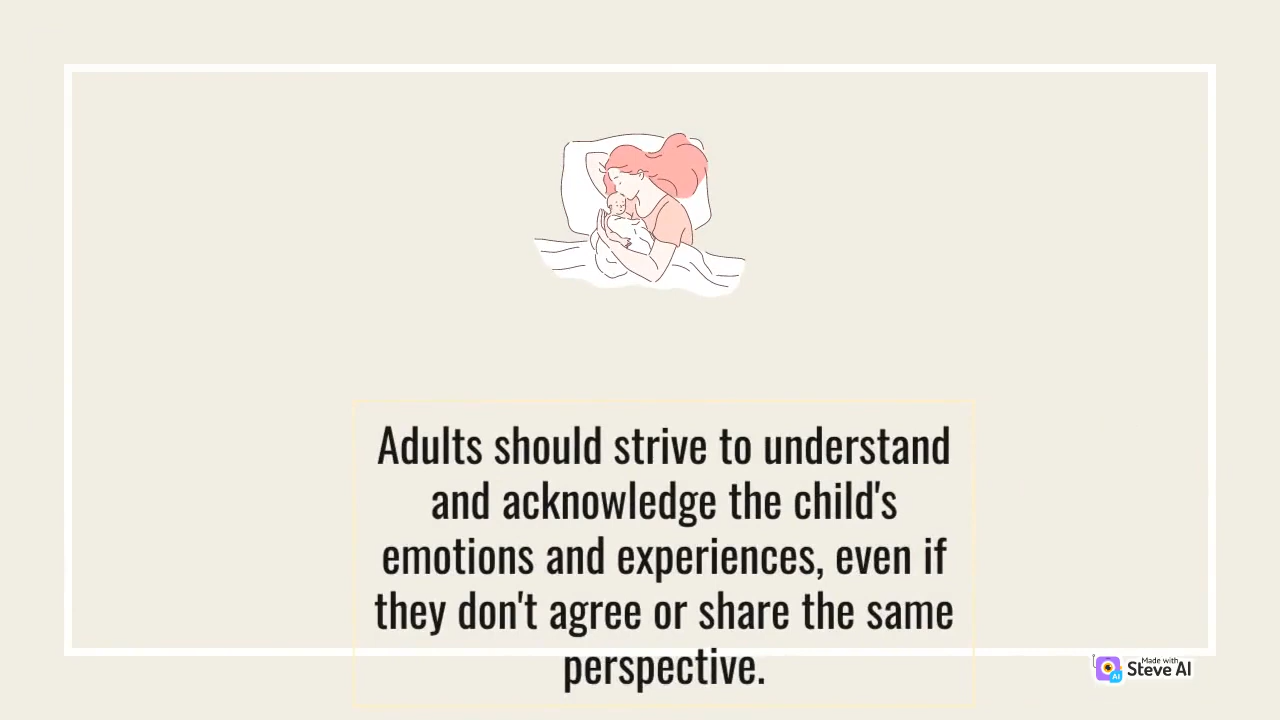 Adults should strive to understand
and acknowledge the child's
emotions and experiences, even if
they don't agree or share the same
perspective.
Made with
Steve AI
AI